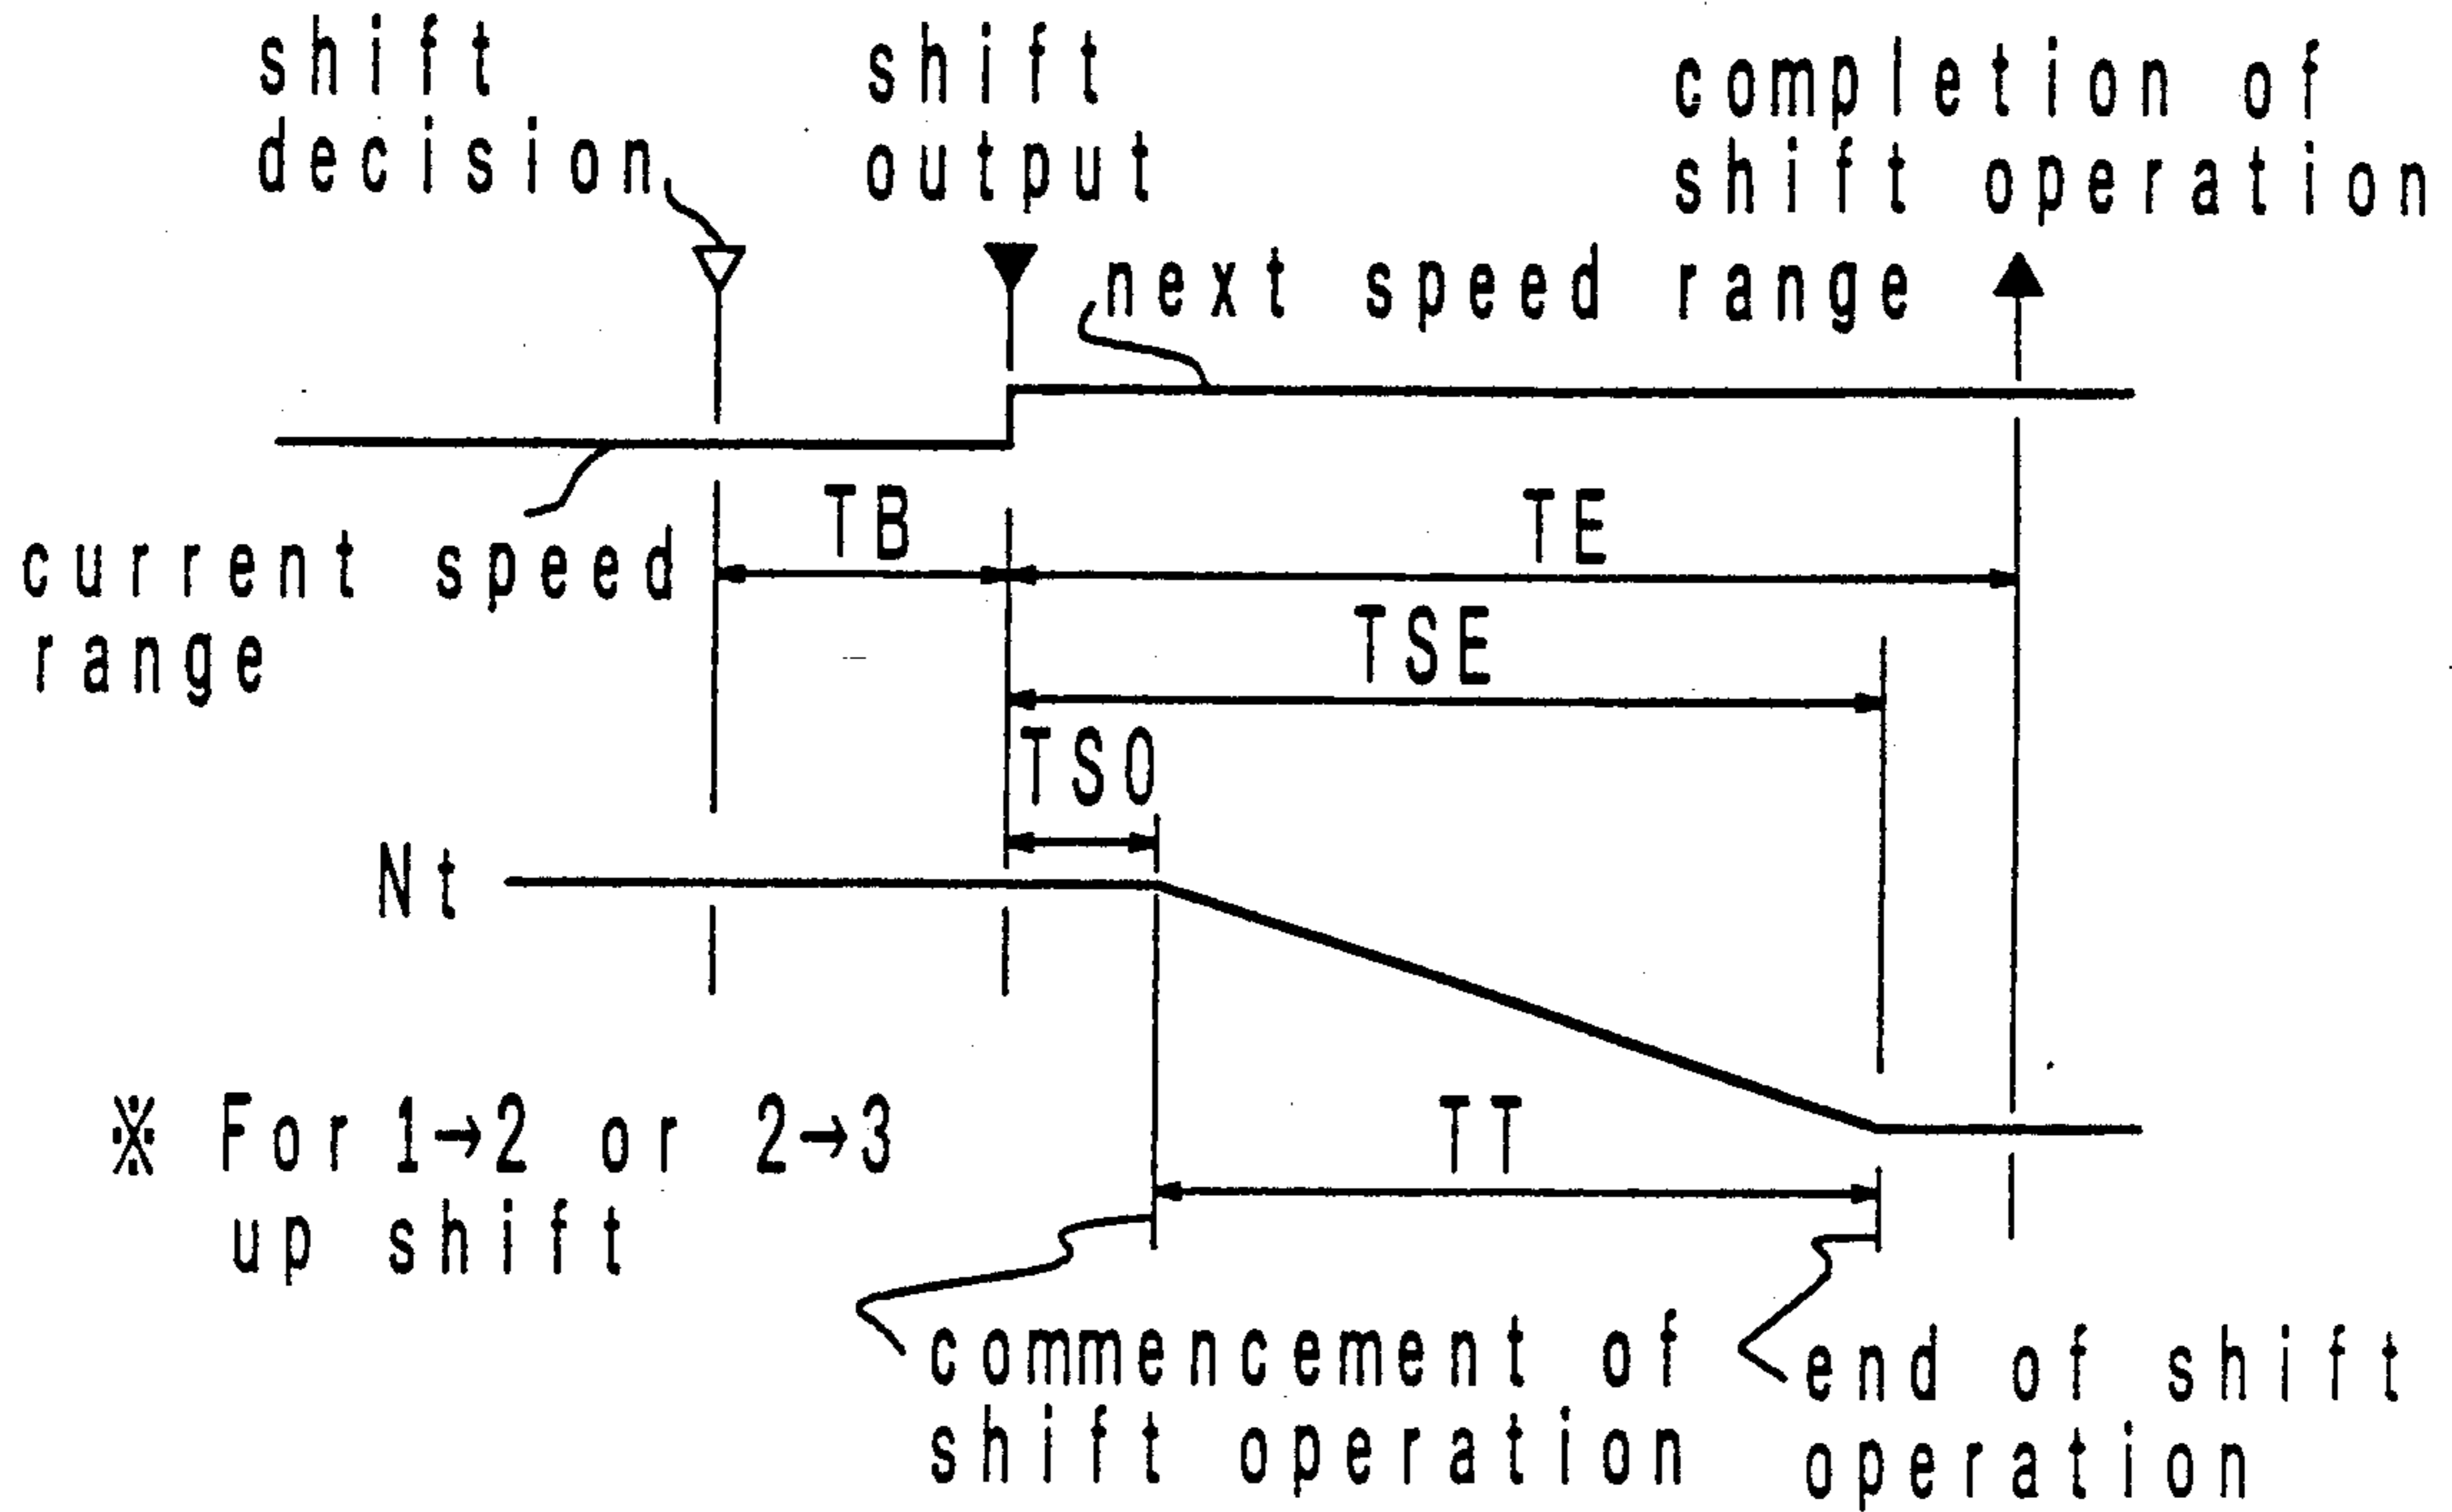 shift
decision
shift
output
completion of
shift operation
next speed range
current speed
range
TB
TE
TSE
TSO
Nt
※ For 1→2 or 2→3
up shift
TT
commencement of
shift operation
end of shift
operation